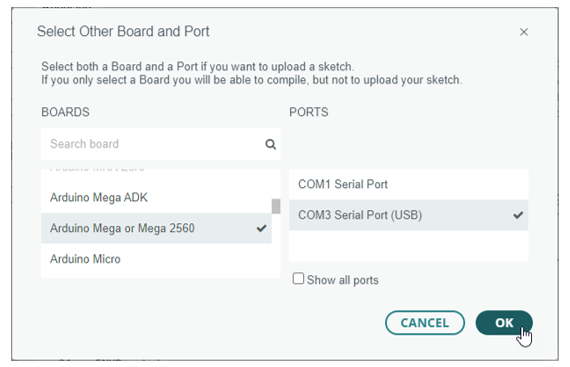 Select Other Board and Port
Select both a Board and a Port if you want to upload a sketch.
If you only select a Board you will be able to compile, but not to upload your sketch.
BOARDS
PORTS
Search board
Arduino Mega ADK
Arduino Mega or Mega 2560
Arduino Micro
COM1 Serial Port
COM3 Serial Port (USB)
Show all ports
CANCEL
OK